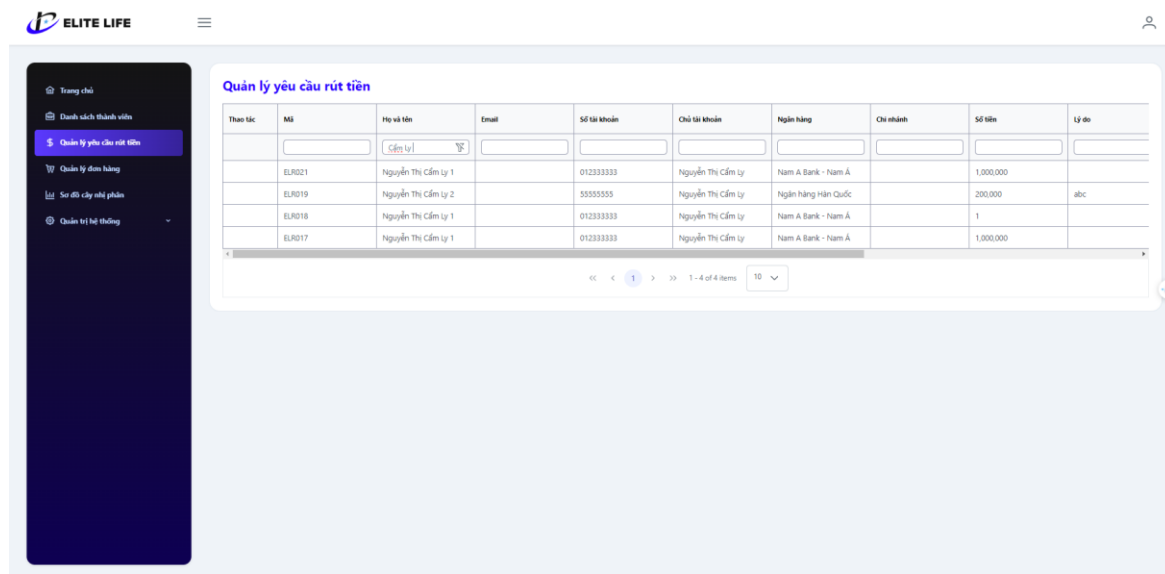 ELITE LIFE
Trang chủ
Danh sách thành viên
Quản lý yêu cầu rút tiền
Quản lý đơn hàng
Sơ đồ cây nhị phân
Quản trị hệ thống
Quản lý yêu cầu rút tiền
Thao tác Mã Họ và tên Email Số tài khoản Chủ tài khoản Ngân hàng Chi nhánh Số tiền Lý do
Cẩm Ly
ELR021 Nguyễn Thị Cẩm Ly 1 012333333 Nguyễn Thị Cẩm Ly Nam A Bank - Nam Á 1,000,000
ELR019 Nguyễn Thị Cẩm Ly 2 55555555 Nguyễn Thị Cẩm Ly Ngân hàng Hàn Quốc 200,000 abc
ELR018 Nguyễn Thị Cẩm Ly 1 012333333 Nguyễn Thị Cẩm Ly Nam A Bank - Nam Á 1
ELR017 Nguyễn Thị Cẩm Ly 1 012333333 Nguyễn Thị Cẩm Ly Nam A Bank - Nam Á 1,000,000
<< < 1 > >> 1 - 4 of 4 items 10